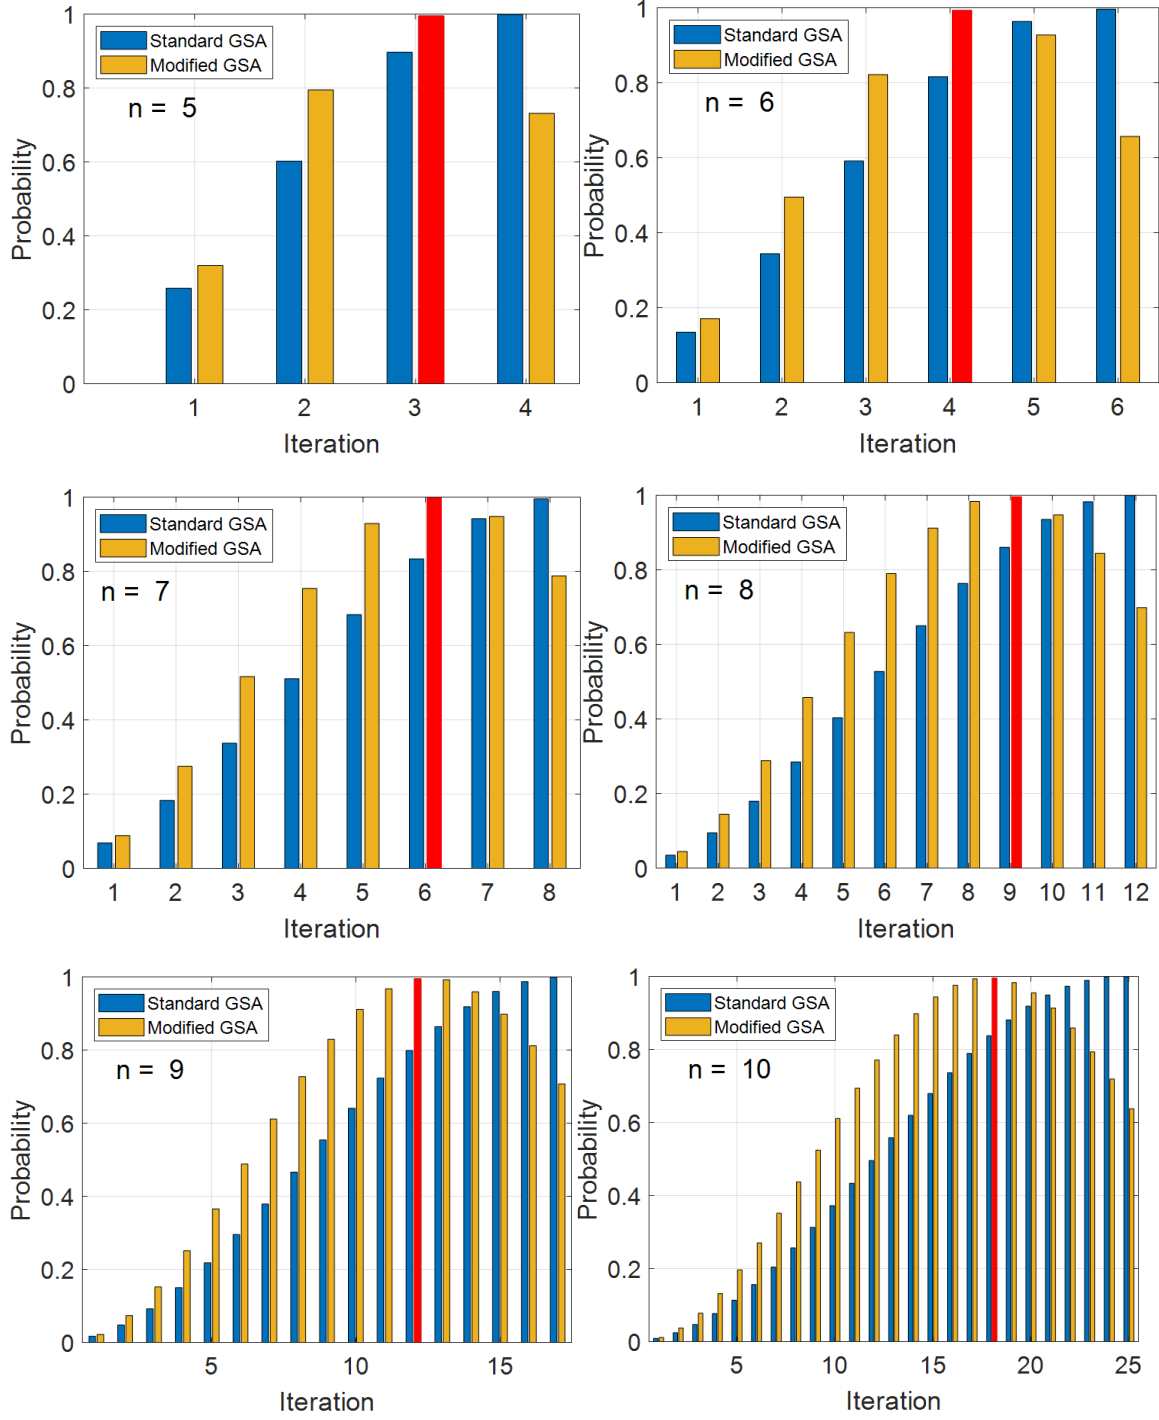 Standard GSA
Modified GSA
n = 5
Probability
0
0.2
0.4
0.6
0.8
1
1 2 3 4
Iteration
Standard GSA
Modified GSA
n = 6
Probability
0
0.2
0.4
0.6
0.8
1
1 2 3 4 5 6
Iteration
Standard GSA
Modified GSA
n = 7
Probability
0
0.2
0.4
0.6
0.8
1
1 2 3 4 5 6 7 8
Iteration
Standard GSA
Modified GSA
n = 8
Probability
0
0.2
0.4
0.6
0.8
1
1 2 3 4 5 6 7 8 9 10 11 12
Iteration
Standard GSA
Modified GSA
n = 9
Probability
0
0.2
0.4
0.6
0.8
1
5 10 15
Iteration
Standard GSA
Modified GSA
n = 10
Probability
0
0.2
0.4
0.6
0.8
1
5 10 15 20 25
Iteration